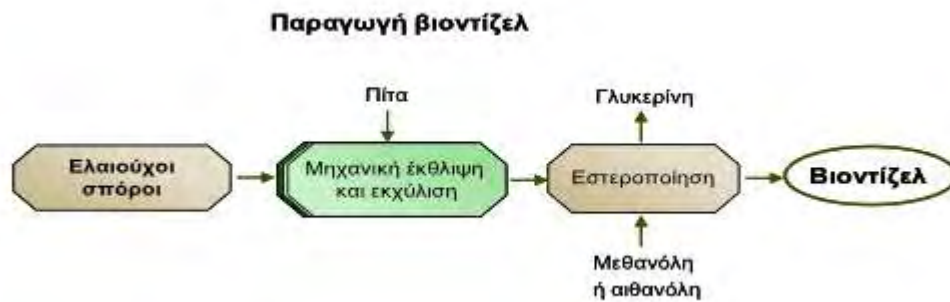 Παραγωγή βιοντίζελ
Πίτα
Γλυκερίνη
Ελαιούχοι
σπόροι
Μηχανική έκθλιψη
και εκχύλιση
Εστεροποίηση
Βιοντίζελ
Μεθανόλη
ή αιθανόλη